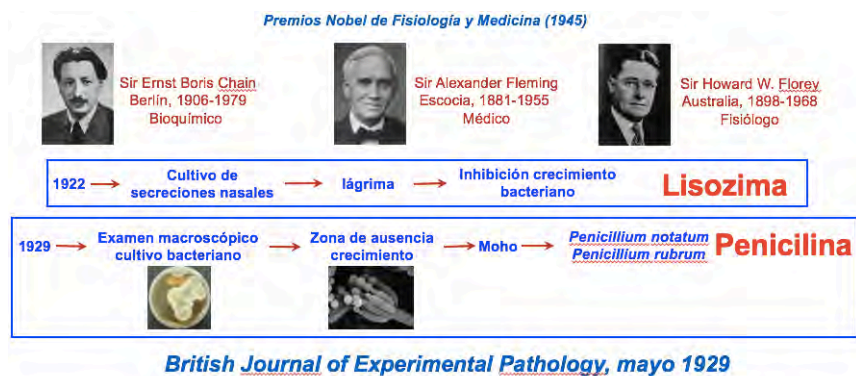 Premios Nobel de Fisiología y Medicina (1945)
Sir Ernst Boris Chain
Berlín, 1906-1979
Bioquímico
Sir Alexander Fleming
Escocia, 1881-1955
Médico
Sir Howard W. Florey
Australia, 1898-1968
Fisiólogo
1922
Cultivo de
secreciones nasales
lágrima
Inhibición crecimiento
bacteriano
Lisozima
1929
Examen macroscópico
cultivo bacteriano
Zona de ausencia
crecimiento
Moho
Penicillium notatum
Penicillium rubrum
Penicilina
British Journal of Experimental Pathology, mayo 1929